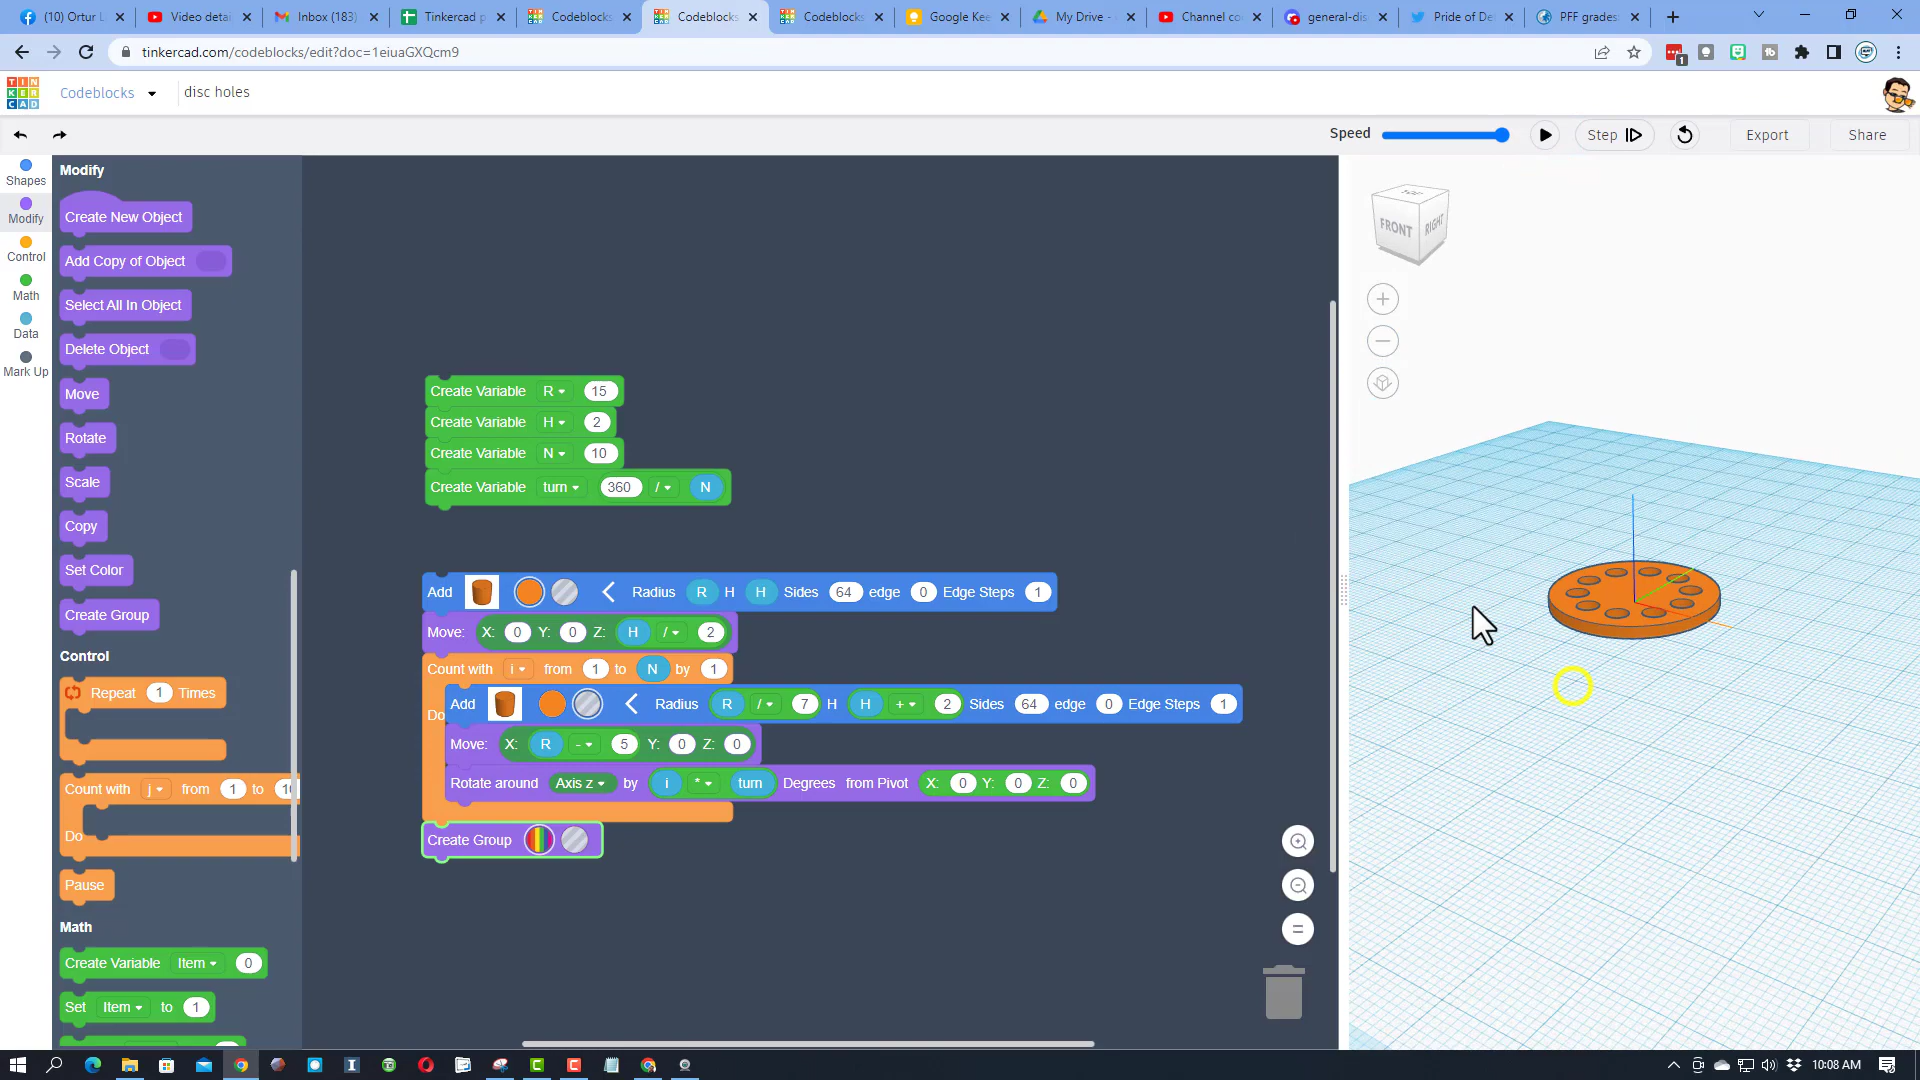 (10) Ortur L
Video detai
Inbox (183)
Tinkercad p
Codeblocks
Codeblocks
Codeblocks
Google Kee
My Drive -
Channel co
general-dis
Pride of De
PFF grades
tinkercad.com/codeblocks/edit?doc=1eiuaGXQcm9
1
TIN
KER
CAD
Codeblocks
disc holes
Speed
Step
Export
Share
Shapes
Modify
Control
Math
Data
Mark Up
Modify
Create New Object
Add Copy of Object
Select All In Object
Delete Object
Move
Rotate
Scale
Copy
Set Color
Create Group
Control
Repeat 1 Times
Count with j from 1 to 10
Do
Pause
Math
Create Variable Item 0
Set Item to 1
Create Variable R 15
Create Variable H 2
Create Variable N 10
Create Variable turn 360 / N
Add Radius R H H Sides 64 edge 0 Edge Steps 1
Move: X: 0 Y: 0 Z: H / 2
Count with i from 1 to N by 1
Do
Add Radius R / 7 H H + 2 Sides 64 edge 0 Edge Steps 1
Move: X: R - 5 Y: 0 Z: 0
Rotate around Axis z by i * turn Degrees from Pivot X: 0 Y: 0 Z: 0
Create Group
TOP
FRONT
RIGHT
10:08 AM